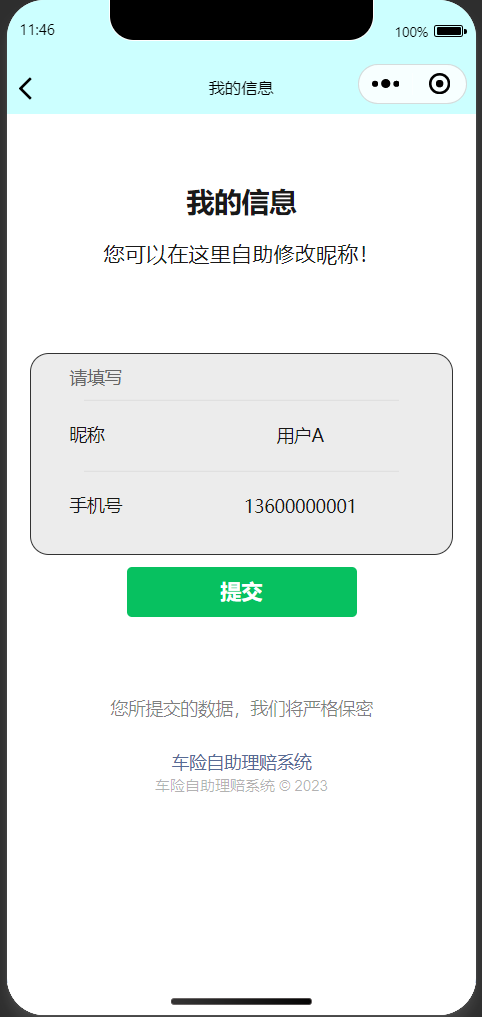 11:46
100%
我的信息
我的信息
您可以在这里自助修改昵称！
请填写
昵称 用户A
手机号 13600000001
提交
您所提交的数据，我们将严格保密
车险自助理赔系统
车险自助理赔系统 © 2023